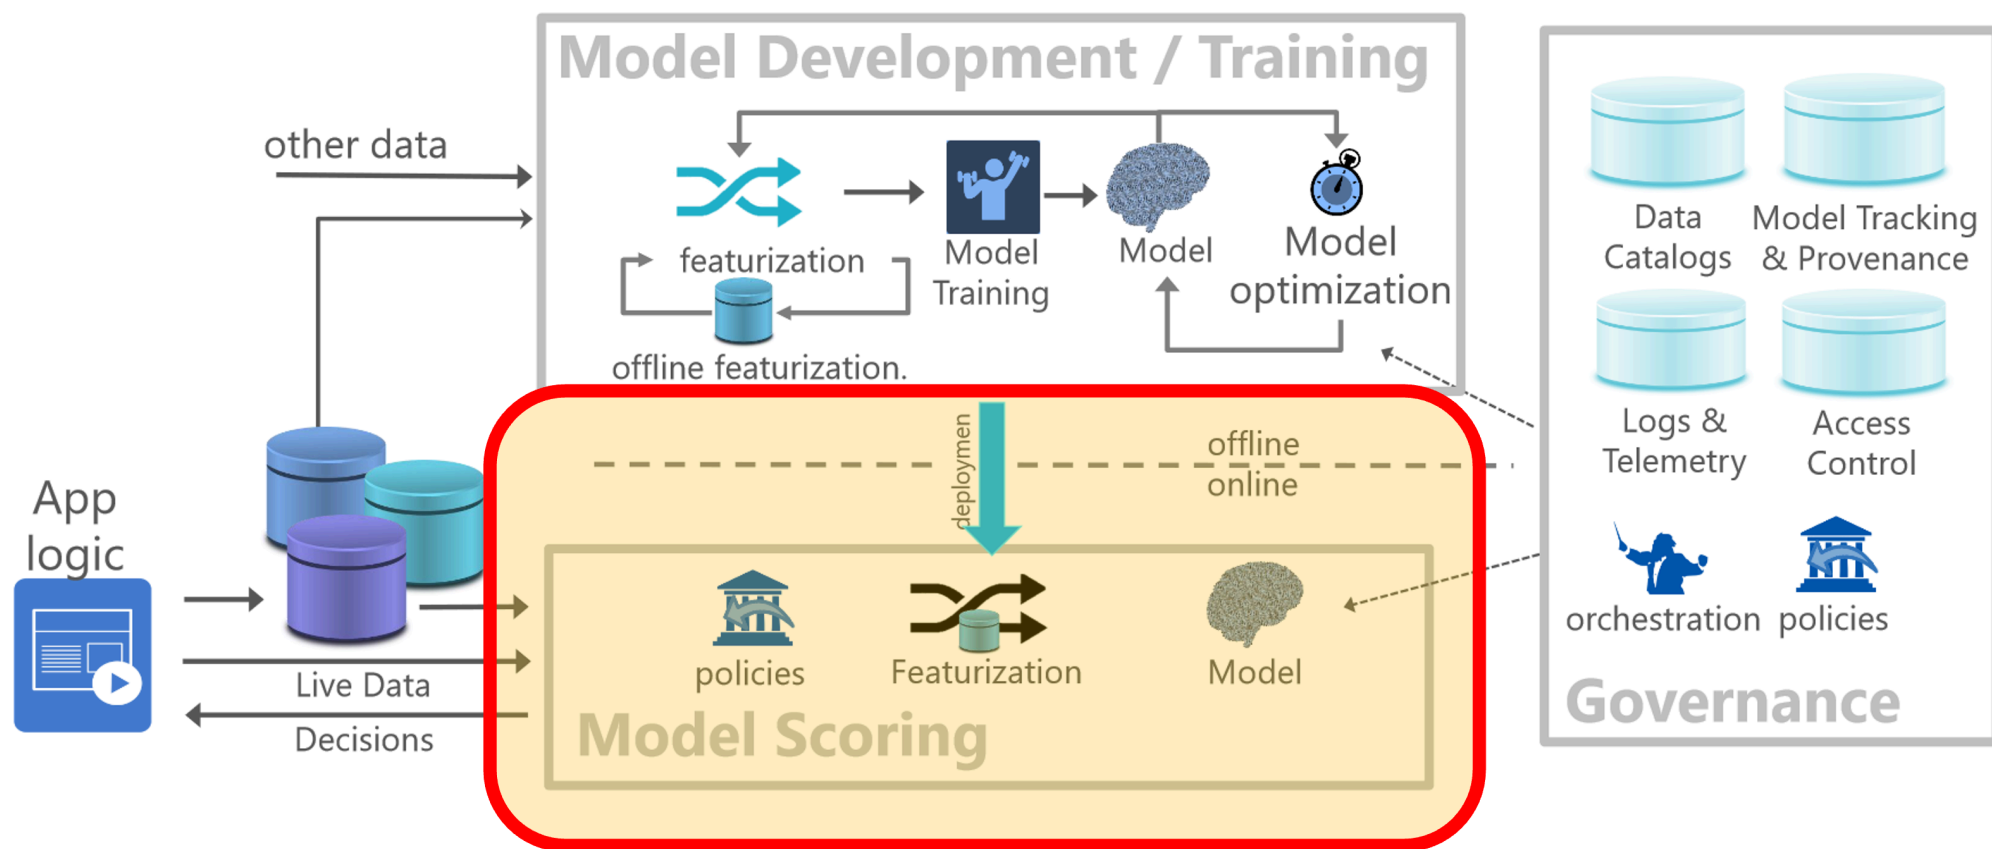 Model Development / Training
other data
featurization
Model
Training
Model
Model
optimization
offline featurization.
deploymen
offline
online
App
logic
Live Data
Decisions
policies
Featurization
Model
Model Scoring
Data
Catalogs
Model Tracking
& Provenance
Logs &
Telemetry
Access
Control
orchestration
policies
Governance